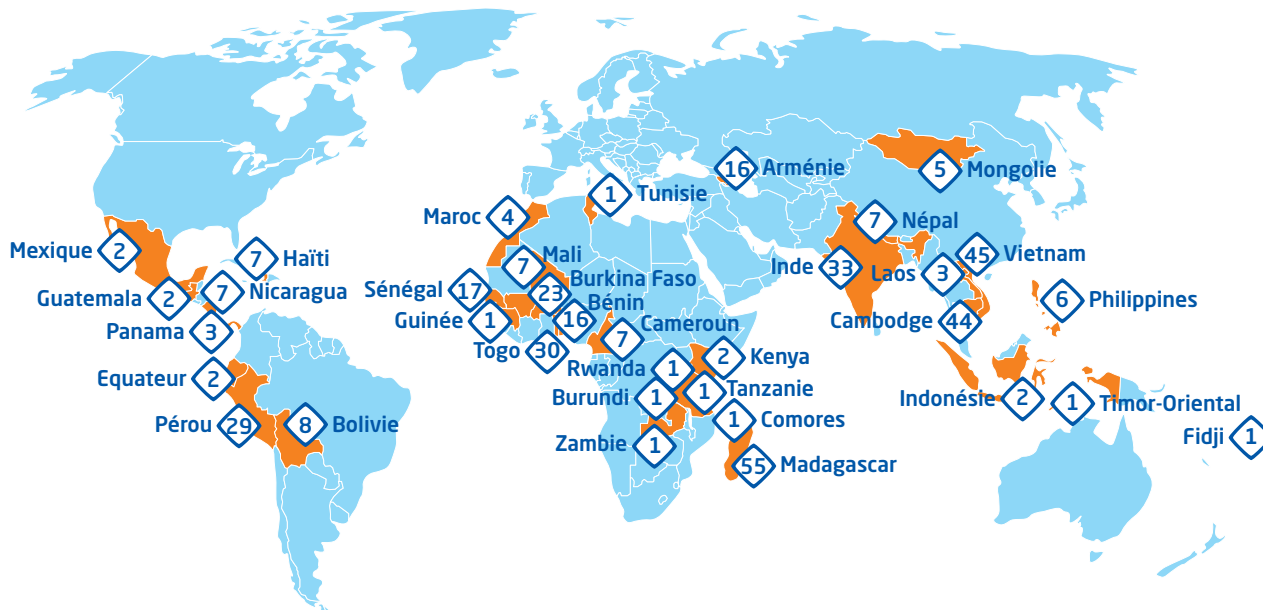 Mexique 2
Haïti 7
Guatemala 2
Nicaragua 7
Panama 3
Equateur 2
Pérou 29
Bolivie 8
Maroc 4
Tunisie 1
Mali 7
Burkina Faso 23
Sénégal 17
Bénin 16
Guinée 1
Togo 30
Cameroun 7
Rwanda 1
Kenya 2
Burundi 1
Tanzanie 1
Comores 1
Zambie 1
Madagascar 55
Arménie 16
Mongolie 5
Népal 7
Inde 33
Laos 3
Vietnam 45
Cambodge 44
Philippines 6
Indonésie 2
Timor-Oriental 1
Fidji 1